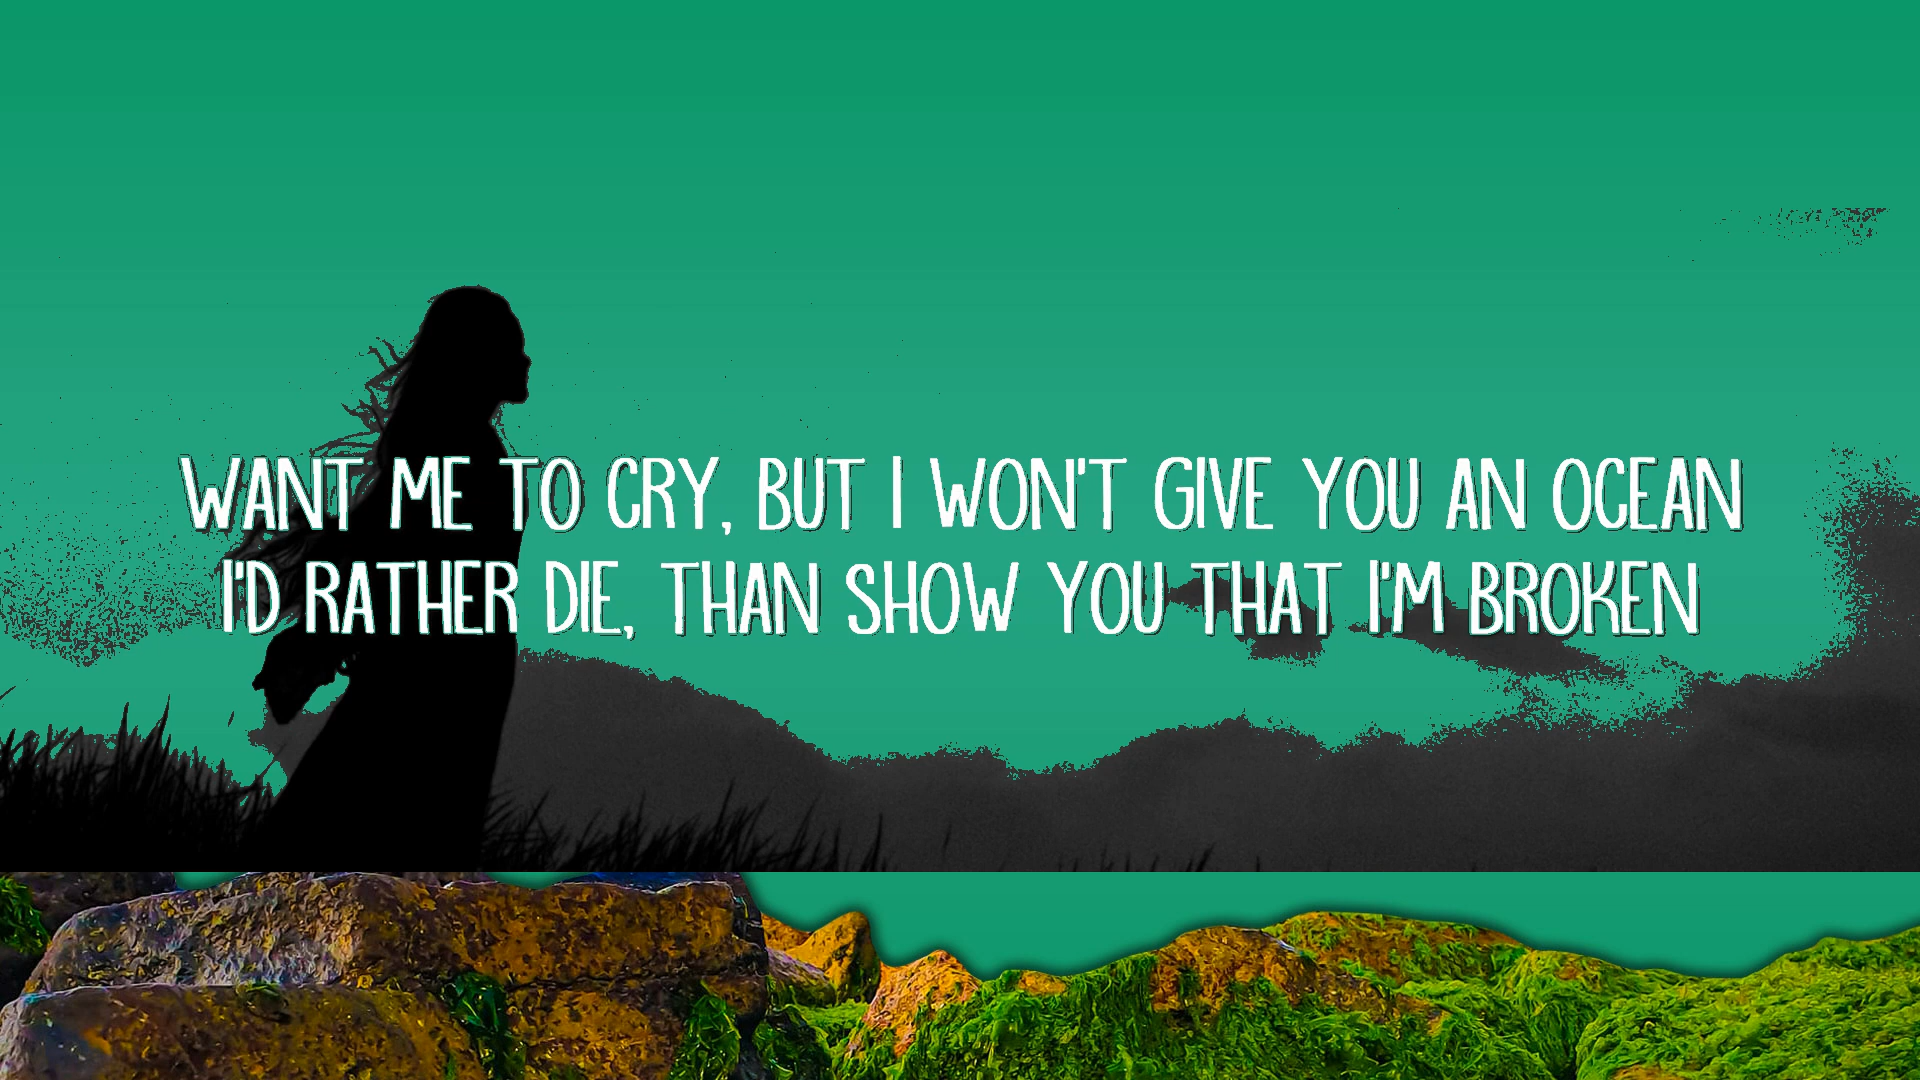 WANT ME TO CRY, BUT I WON'T GIVE YOU AN OCEAN
I'D RATHER DIE, THAN SHOW YOU THAT I'M BROKEN